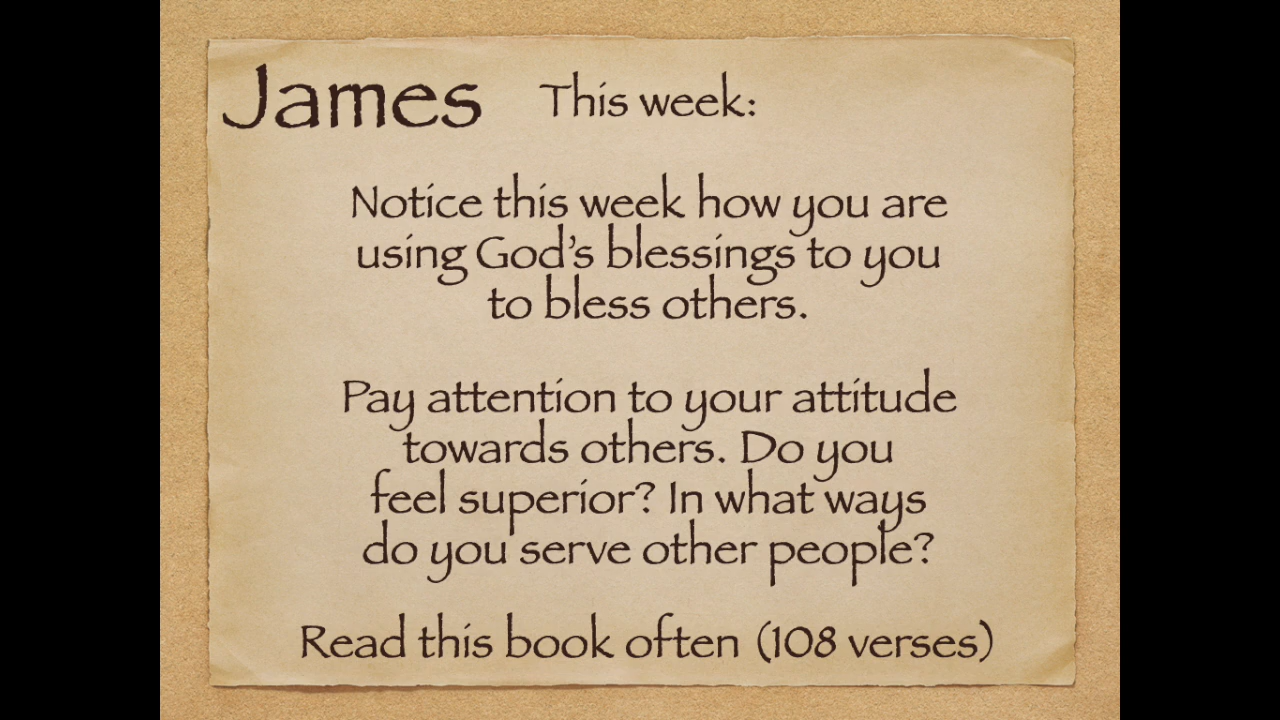 James This week:
Notice this week how you are
using God's blessings to you
to bless others.
Pay attention to your attitude
towards others. Do you
feel superior? In what ways
do you serve other people?
Read this book often (108 verses)